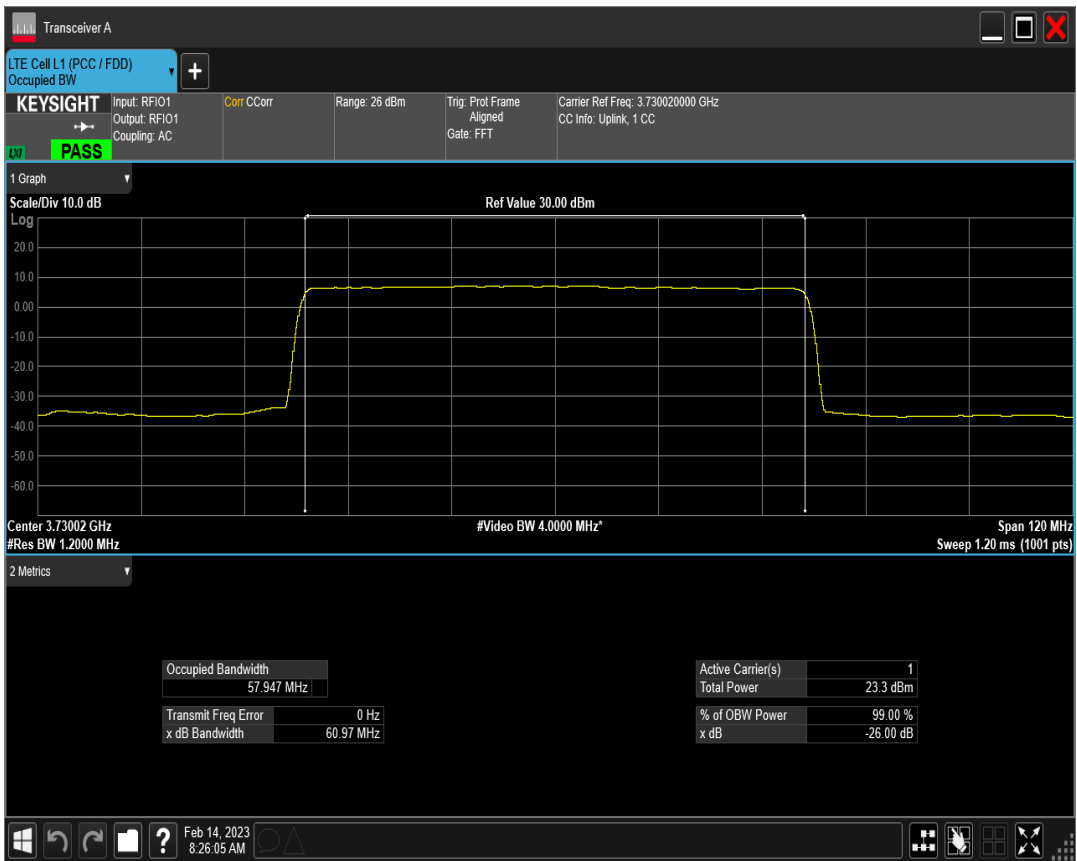 Transceiver A
LTE Cell L1 (PCC / FDD)
Occupied BW
+
KEYSIGHT
LXI
PASS
Input: RFIO1
Output: RFIO1
Coupling: AC
Corr CCorr
Range: 26 dBm
Trig: Prot Frame
Aligned
Gate: FFT
Carrier Ref Freq: 3.730020000 GHz
CC Info: Uplink, 1 CC
1 Graph
Scale/Div 10.0 dB
Ref Value 30.00 dBm
Log
20.0
10.0
0.00
-10.0
-20.0
-30.0
-40.0
-50.0
-60.0
Center 3.73002 GHz
#Video BW 4.0000 MHz*
Span 120 MHz
#Res BW 1.2000 MHz
Sweep 1.20 ms (1001 pts)
2 Metrics
Occupied Bandwidth
57.947 MHz
Transmit Freq Error 0 Hz
x dB Bandwidth 60.97 MHz
Active Carrier(s) 1
Total Power 23.3 dBm
% of OBW Power 99.00 %
x dB -26.00 dB
?
Feb 14, 2023
8:26:05 AM